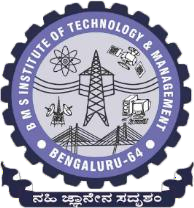 B M S INSTITUTE OF TECHNOLOGY & MANAGEMENT
• BENGALURU-64 •
ನಹಿ ಜ್ಞಾನೇನ ಸದೃಶಂ